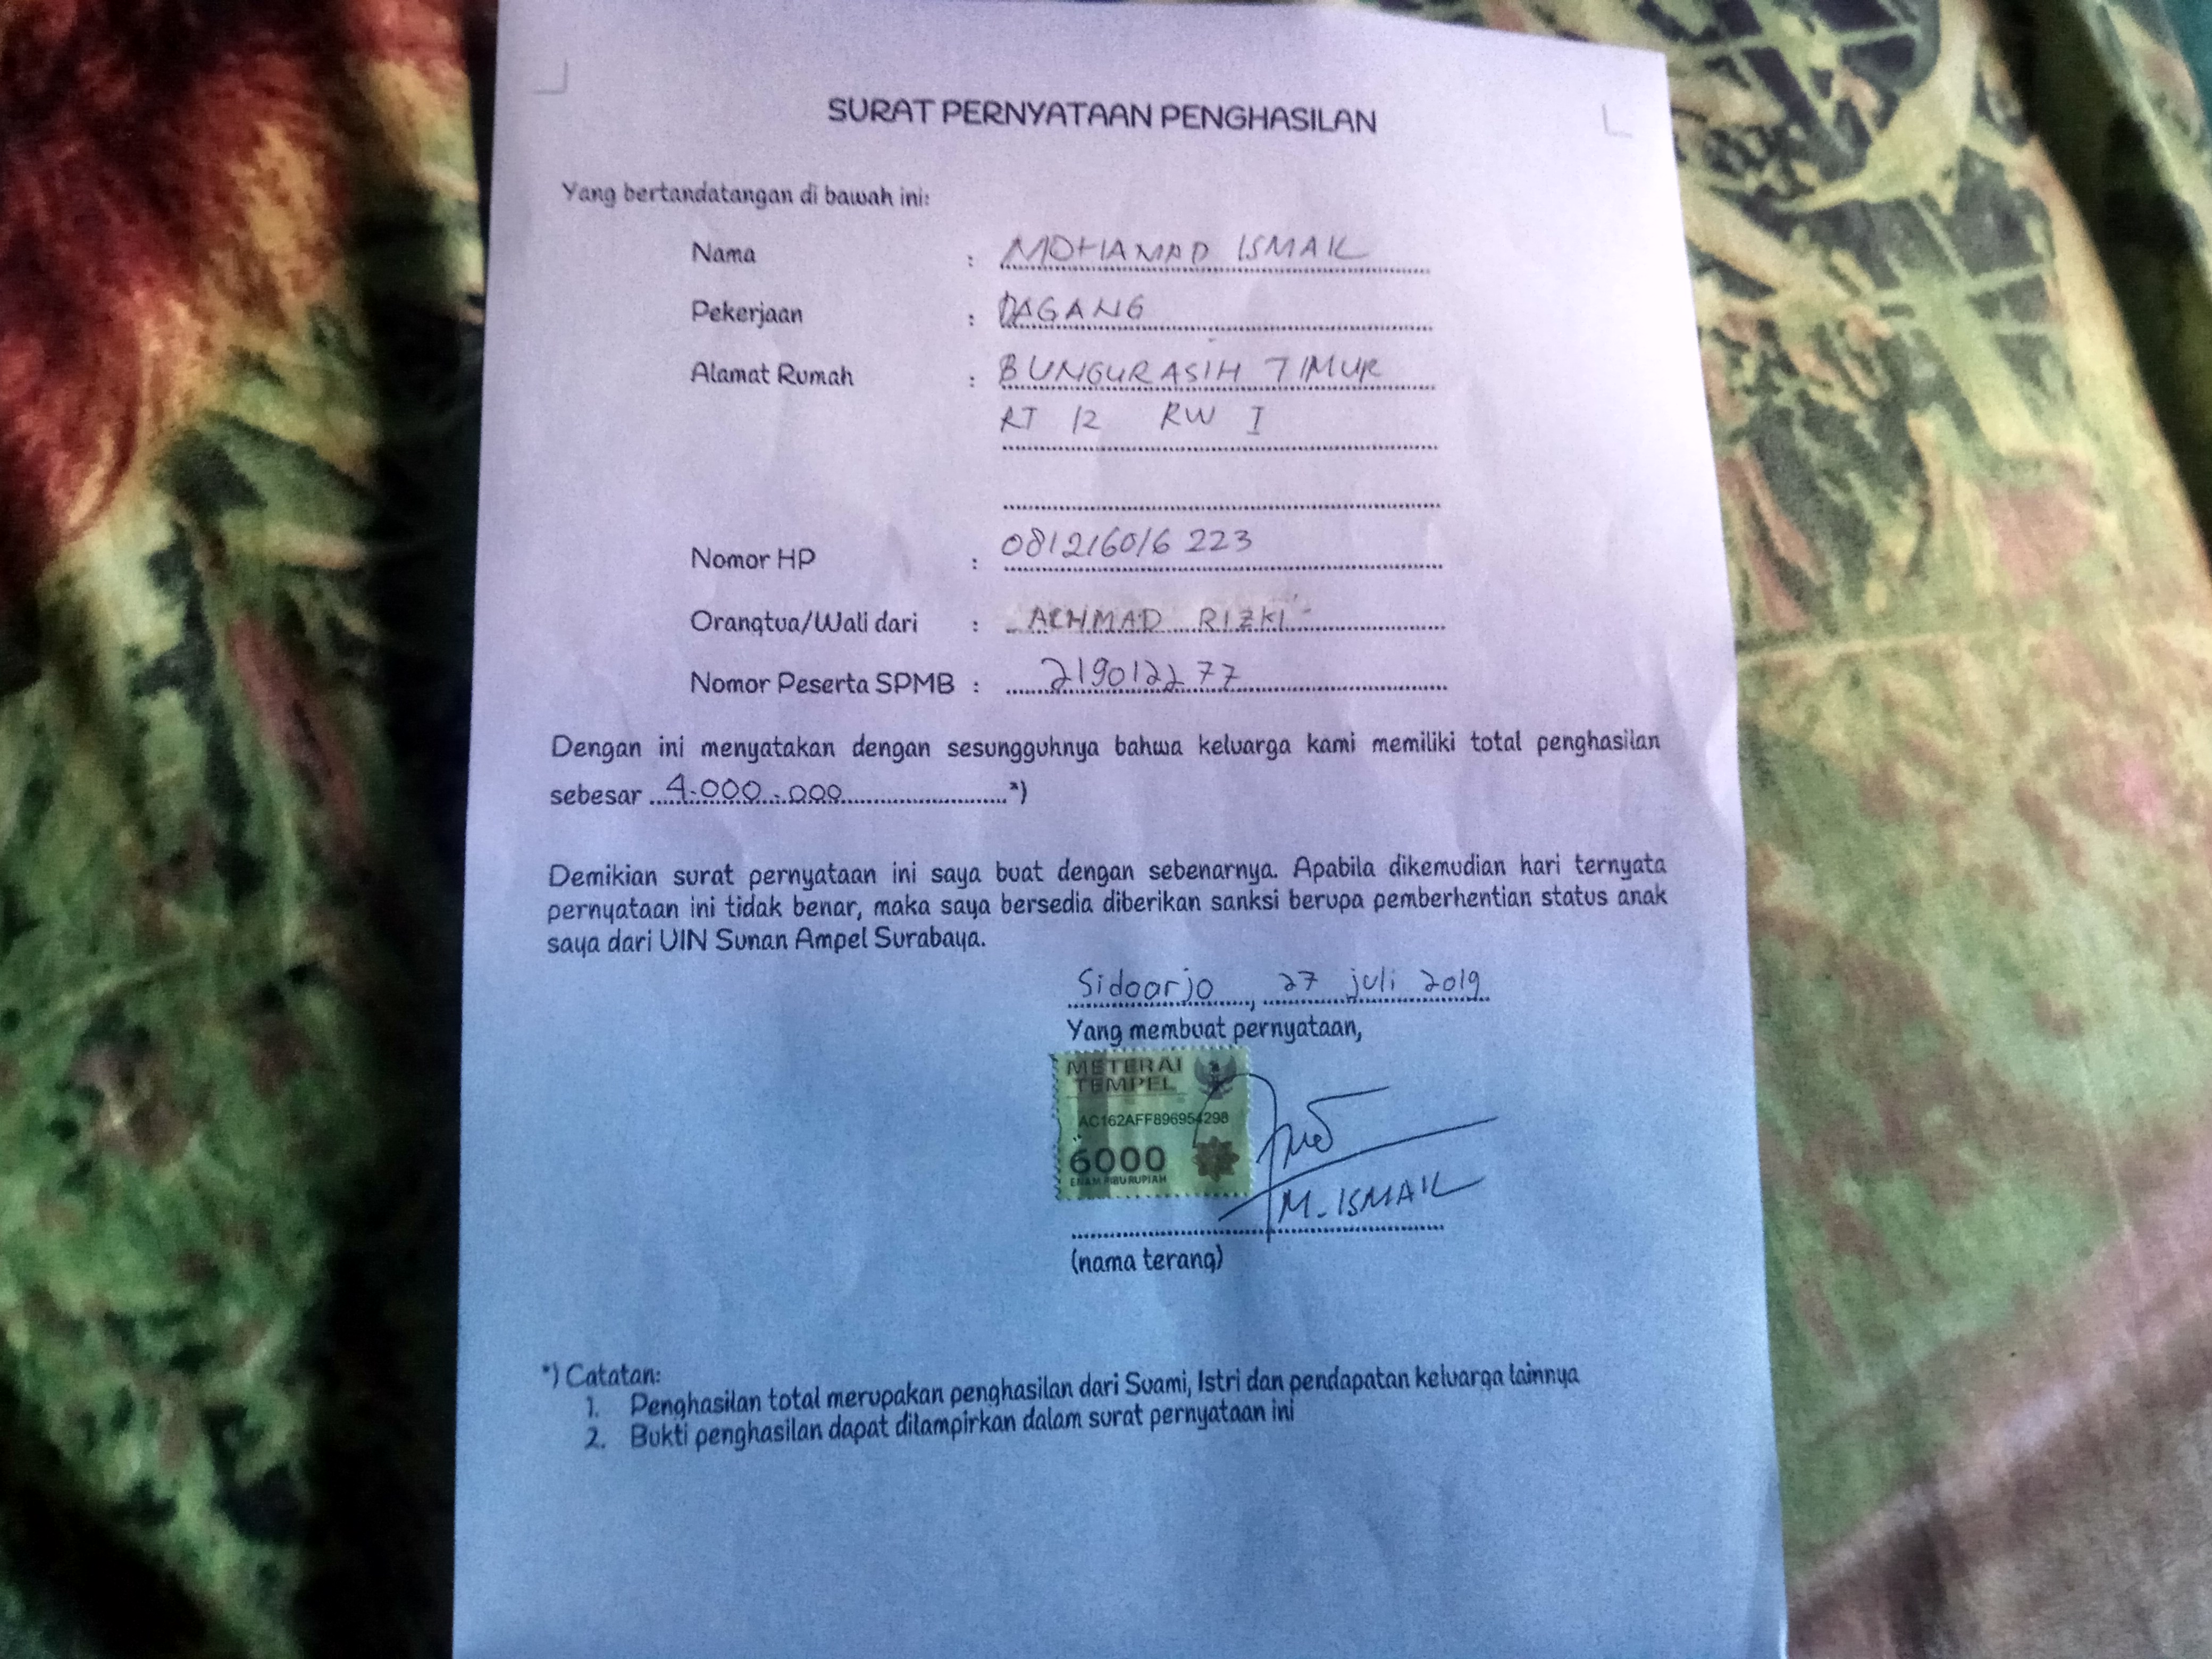 SURAT PERNYATAAN PENGHASILAN
Yang bertandatangan di bawah ini:
Nama : MOHAMAD ISMAIL
Pekerjaan : DAGANG
Alamat Rumah : BUNGURASIH TIMUR
RT 12 RW I
Nomor HP : 081216016 223
Orangtua/Wali dari : ACHMAD RIZKI
Nomor Peserta SPMB : 219012277
Dengan ini menyatakan dengan sesungguhnya bahwa keluarga kami memiliki total penghasilan
sebesar 4.000.000 *)
Demikian surat pernyataan ini saya buat dengan sebenarnya. Apabila dikemudian hari ternyata
pernyataan ini tidak benar, maka saya bersedia diberikan sanksi berupa pemberhentian status anak
saya dari UIN Sunan Ampel Surabaya.
Sidoarjo, 27 juli 2019
Yang membuat pernyataan,
METERAI
TEMPEL
AC162AFF896954298
6000
ENAM RIBU RUPIAH
M. ISMAIL
(nama terang)
*) Catatan:
1. Penghasilan total merupakan penghasilan dari Suami, Istri dan pendapatan keluarga lainnya
2. Bukti penghasilan dapat dilampirkan dalam surat pernyataan ini